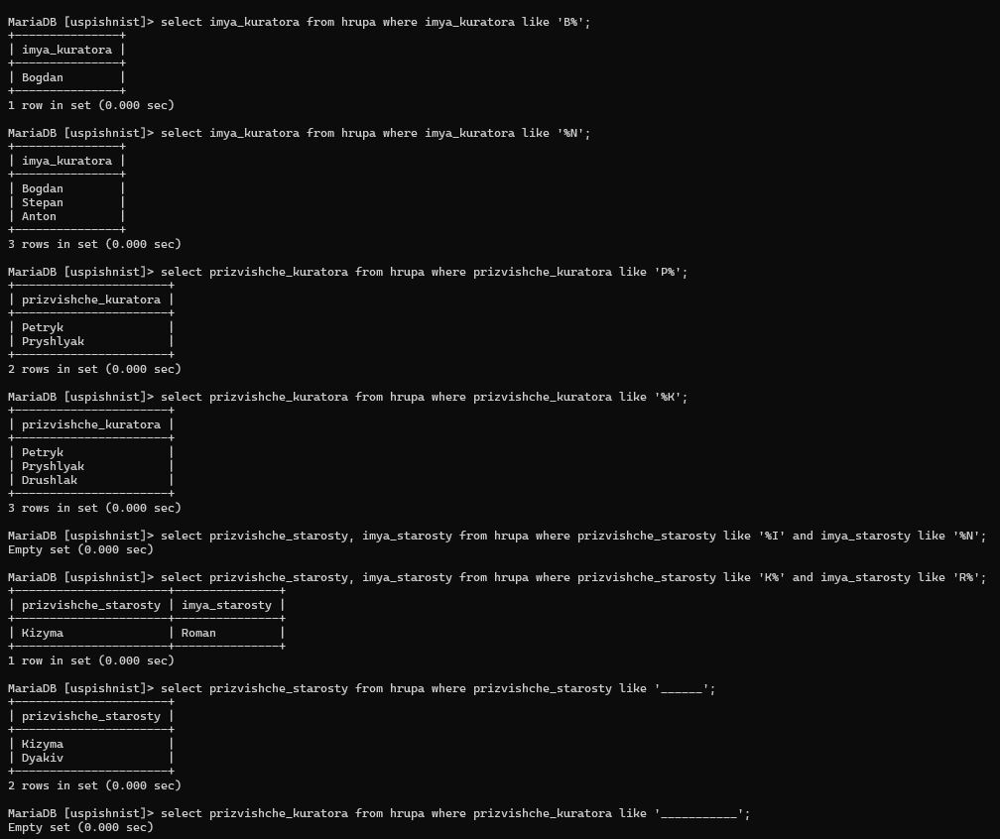 MariaDB [uspishnist]> select imya_kuratora from hrupa where imya_kuratora like 'B%';
+---------------+
| imya_kuratora |
+---------------+
| Bogdan        |
+---------------+
1 row in set (0.000 sec)

MariaDB [uspishnist]> select imya_kuratora from hrupa where imya_kuratora like '%N';
+---------------+
| imya_kuratora |
+---------------+
| Bogdan        |
| Stepan        |
| Anton         |
+---------------+
3 rows in set (0.000 sec)

MariaDB [uspishnist]> select prizvishche_kuratora from hrupa where prizvishche_kuratora like 'P%';
+----------------------+
| prizvishche_kuratora |
+----------------------+
| Petryk               |
| Pryshlyak            |
+----------------------+
2 rows in set (0.000 sec)

MariaDB [uspishnist]> select prizvishche_kuratora from hrupa where prizvishche_kuratora like '%K';
+----------------------+
| prizvishche_kuratora |
+----------------------+
| Petryk               |
| Pryshlyak            |
| Drushlak             |
+----------------------+
3 rows in set (0.000 sec)

MariaDB [uspishnist]> select prizvishche_starosty, imya_starosty from hrupa where prizvishche_starosty like '%I' and imya_starosty like '%N';
Empty set (0.000 sec)

MariaDB [uspishnist]> select prizvishche_starosty, imya_starosty from hrupa where prizvishche_starosty like 'K%' and imya_starosty like 'R%';
+----------------------+---------------+
| prizvishche_starosty | imya_starosty |
+----------------------+---------------+
| Kizyma               | Roman         |
+----------------------+---------------+
1 row in set (0.000 sec)

MariaDB [uspishnist]> select prizvishche_starosty from hrupa where prizvishche_starosty like '______';
+----------------------+
| prizvishche_starosty |
+----------------------+
| Kizyma               |
| Dyakiv               |
+----------------------+
2 rows in set (0.000 sec)

MariaDB [uspishnist]> select prizvishche_kuratora from hrupa where prizvishche_kuratora like '___________';
Empty set (0.000 sec)